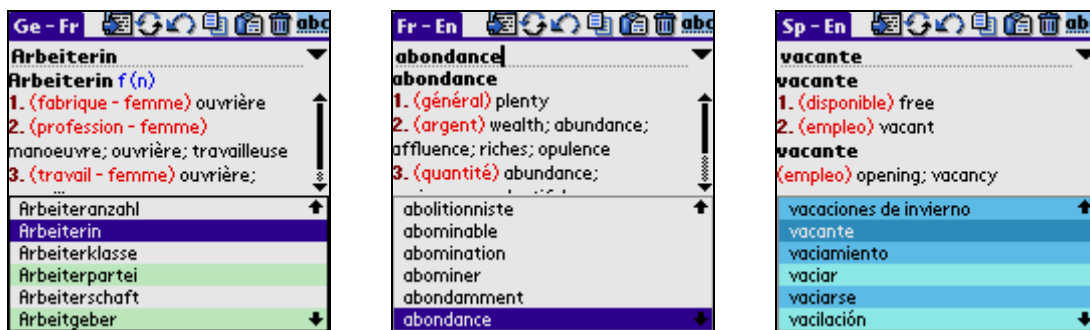 Ge - Fr
abc
Arbeiterin
Arbeiterin f (n)
1. (fabrique - femme) ouvrière
2. (profession - femme)
manoeuvre; ouvrière; travailleuse
3. (travail - femme) ouvrière;
Arbeiteranzahl
Arbeiterin
Arbeiterklasse
Arbeiterpartei
Arbeiterschaft
Arbeitgeber
Fr - En
abc
abondance
abondance
1. (général) plenty
2. (argent) wealth; abundance;
affluence; riches; opulence
3. (quantité) abundance;
abolitionniste
abominable
abomination
abominer
abondamment
abondance
Sp - En
ab
vacante
vacante
1. (disponible) free
2. (empleo) vacant
vacante
(empleo) opening; vacancy
vacaciones de invierno
vacante
vaciamiento
vaciar
vaciarse
vacilación